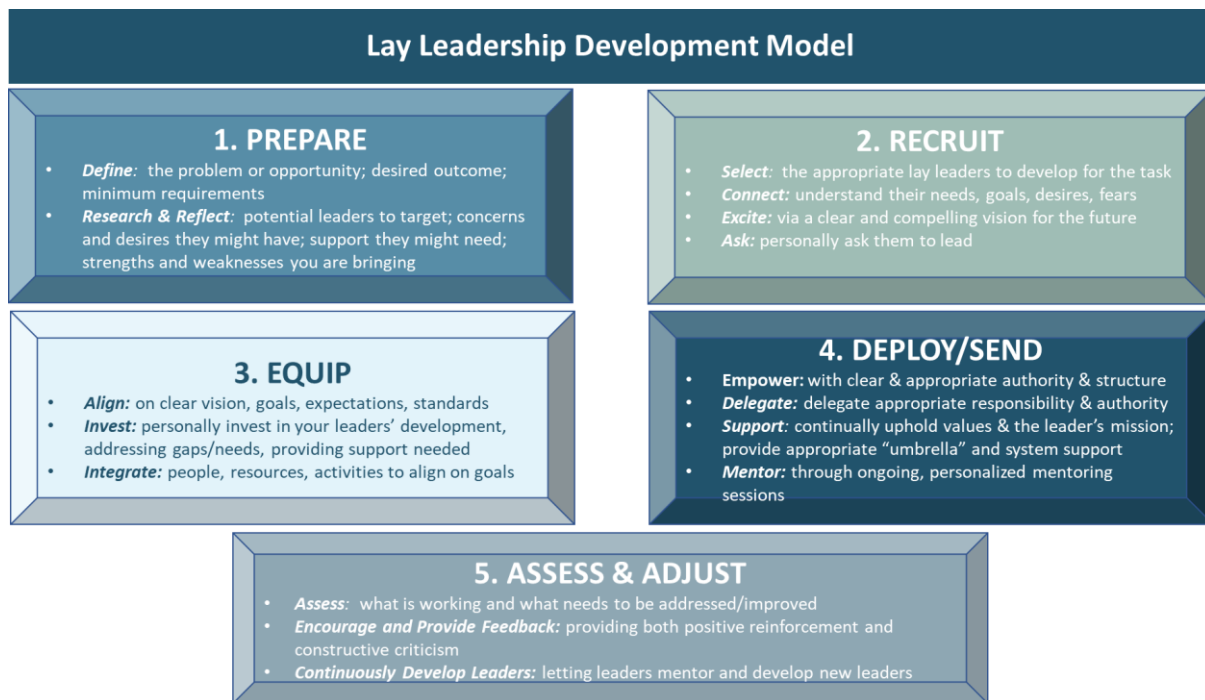 Lay Leadership Development Model
1. PREPARE
• Define: the problem or opportunity; desired outcome;
minimum requirements
• Research & Reflect: potential leaders to target; concerns
and desires they might have; support they might need;
strengths and weaknesses you are bringing
2. RECRUIT
• Select: the appropriate lay leaders to develop for the task
• Connect: understand their needs, goals, desires, fears
• Excite: via a clear and compelling vision for the future
• Ask: personally ask them to lead
3. EQUIP
• Align: on clear vision, goals, expectations, standards
• Invest: personally invest in your leaders’ development,
addressing gaps/needs, providing support needed
• Integrate: people, resources, activities to align on goals
4. DEPLOY/SEND
• Empower: with clear & appropriate authority & structure
• Delegate: delegate appropriate responsibility & authority
• Support: continually uphold values & the leader’s mission;
provide appropriate “umbrella” and system support
• Mentor: through ongoing, personalized mentoring
sessions
5. ASSESS & ADJUST
• Assess: what is working and what needs to be addressed/improved
• Encourage and Provide Feedback: providing both positive reinforcement and
constructive criticism
• Continuously Develop Leaders: letting leaders mentor and develop new leaders